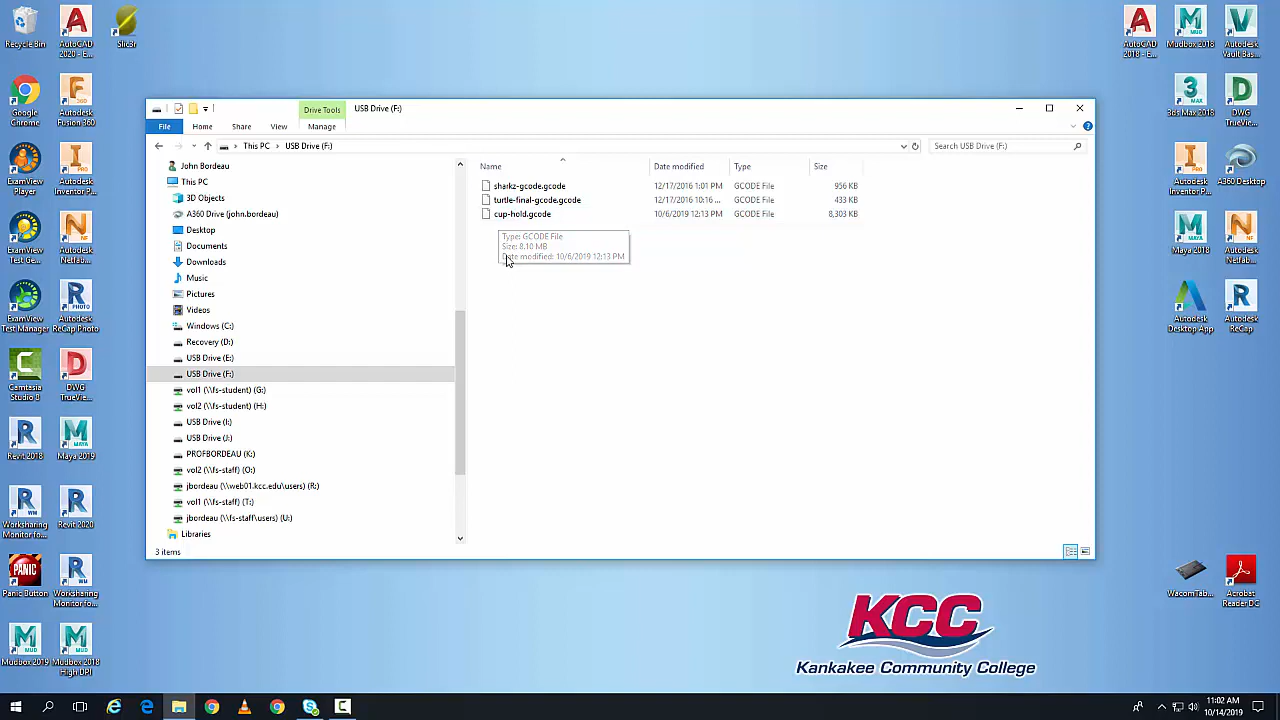 Recycle Bin
AutoCAD 2020 - E...
Slic3r
AutoCAD 2018 - E...
Mudbox 2018
Autodesk Vault Bas...
Google Chrome
Autodesk Fusion 360
3ds Max 2018
DWG TrueView...
ExamView Player
Autodesk Inventor P...
Autodesk Inventor P...
A360 Desktop
ExamView Test Ge...
Autodesk Netfab...
Maya 2018
Autodesk Netfab...
ExamView Test Manager
Autodesk ReCap Photo
Autodesk Desktop App
Autodesk ReCap
Camtasia Studio 8
DWG TrueView...
Revit 2018
Maya 2019
Worksharing Monitor fo...
Revit 2020
PANIC
Panic Button
Worksharing Monitor fo...
WacomTab...
Acrobat Reader DC
Mudbox 2019
Mudbox 2018 High DPI
Drive Tools
USB Drive (F:)
File
Home
Share
View
Manage
This PC > USB Drive (F:)
Search USB Drive (F:)
John Bordeau
This PC
3D Objects
A360 Drive (john.bordeau)
Desktop
Documents
Downloads
Music
Pictures
Videos
Windows (C:)
Recovery (D:)
USB Drive (E:)
USB Drive (F:)
vol1 (\\fs-student) (G:)
vol2 (\\fs-student) (H:)
USB Drive (I:)
USB Drive (J:)
PROFBORDEAU (K:)
vol2 (\\fs-staff) (O:)
jbordeau (\\web01.kcc.edu\users) (R:)
vol1 (\\fs-staff) (T:)
jbordeau (\\fs-staff\users) (U:)
Libraries
3 items
Name Date modified Type Size
sharkz-gcode.gcode 12/17/2016 1:01 PM GCODE File 956 KB
turtle-final-gcode.gcode 12/17/2016 10:16 ... GCODE File 433 KB
cup-hold.gcode 10/6/2019 12:13 PM GCODE File 8,303 KB
Type: GCODE File
Size: 8.10 MB
Date modified: 10/6/2019 12:13 PM
KCC
Kankakee Community College
11:02 AM
10/14/2019